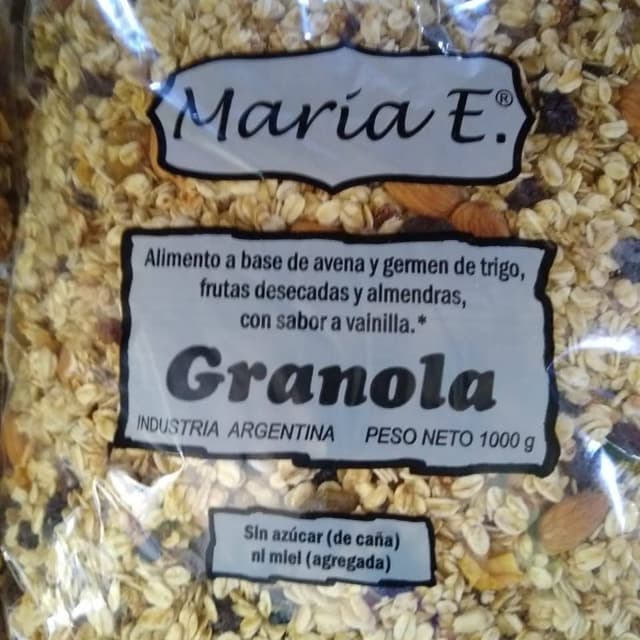 María E.®
Alimento a base de avena y germen de trigo,
frutas desecadas y almendras,
con sabor a vainilla.*
Granola
INDUSTRIA ARGENTINA PESO NETO 1000 g
Sin azúcar (de caña)
ni miel (agregada)